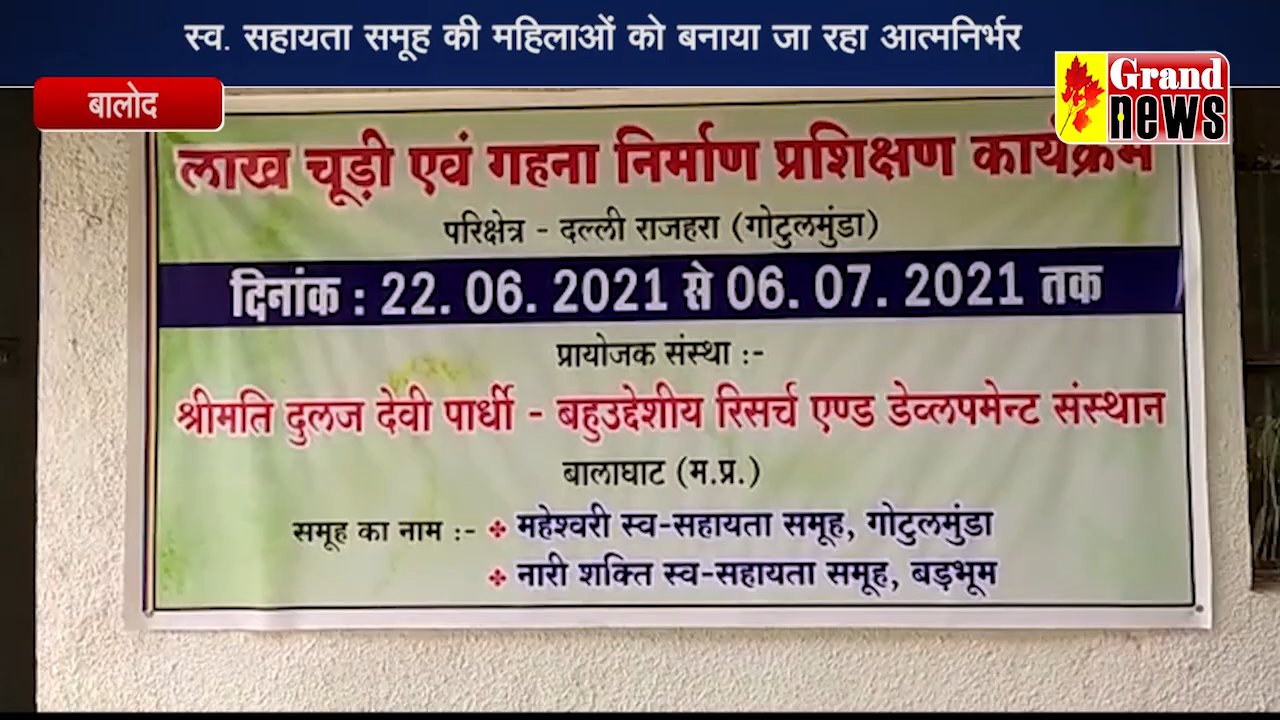 स्व. सहायता समूह की महिलाओं को बनाया जा रहा आत्मनिर्भर
बालोद
Grand
news
लाख चूड़ी एवं गहना निर्माण प्रशिक्षण कार्यक्रम
परिक्षेत्र - दल्ली राजहरा (गोटुलमुंडा)
दिनांक : 22. 06. 2021 से 06. 07. 2021 तक
प्रायोजक संस्था :-
श्रीमति दुलज देवी पार्धी - बहुउद्देशीय रिसर्च एण्ड डेव्लपमेन्ट संस्थान
बालाघाट (म.प्र.)
समूह का नाम :- ❖ महेश्वरी स्व-सहायता समूह, गोटुलमुंडा
❖ नारी शक्ति स्व-सहायता समूह, बड़भूम